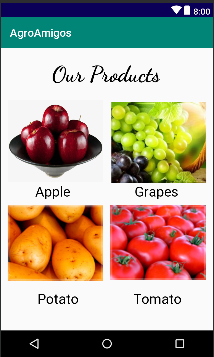 8:00
AgroAmigos
Our Products
Apple Grapes
Potato Tomato